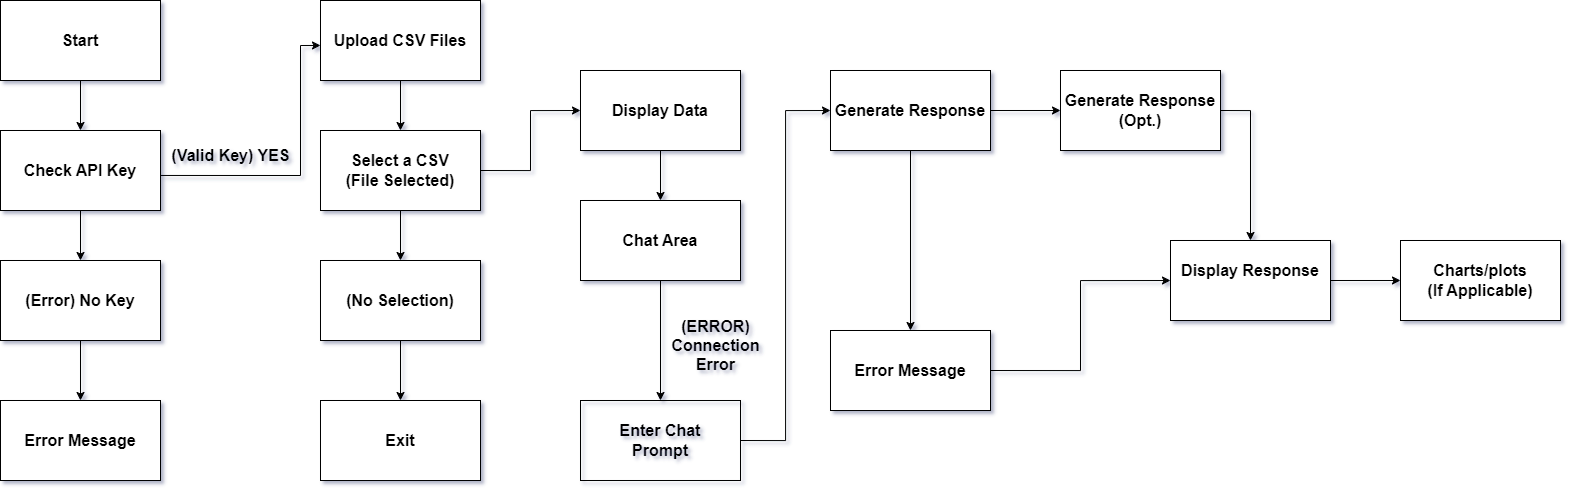 Start
Check API Key
(Valid Key) YES
(Error) No Key
Error Message
Upload CSV Files
Select a CSV
(File Selected)
(No Selection)
Exit
Display Data
Chat Area
(ERROR)
Connection
Error
Enter Chat
Prompt
Generate Response
Error Message
Generate Response
(Opt.)
Display Response
Charts/plots
(If Applicable)